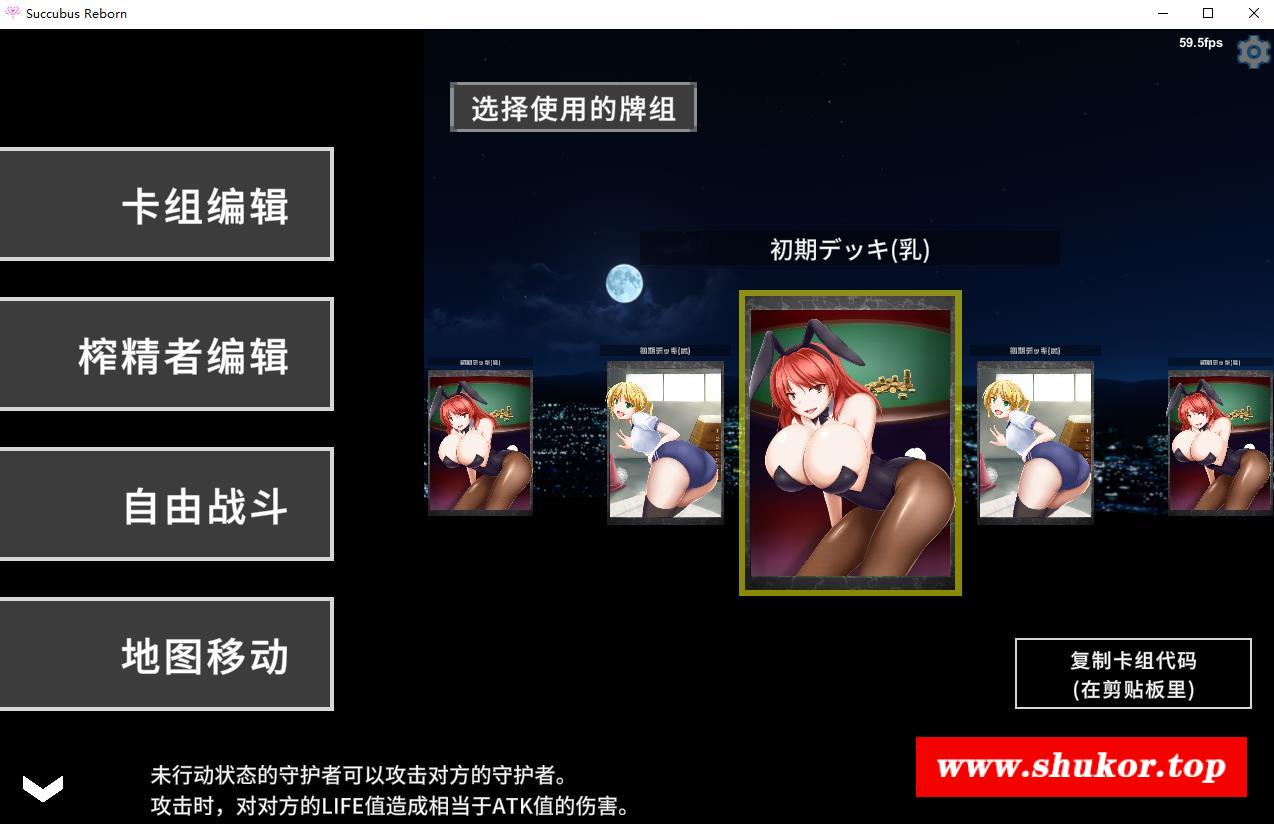 Succubus Reborn
59.5fps
选择使用的牌组
卡组编辑
榨精者编辑
自由战斗
地图移动
初期デッキ(乳)
初期デッキ(尻)
初期デッキ(尻)
初期デッキ(乳)
初期デッキ(乳)
复制卡组代码
(在剪贴板里)
未行动状态的守护者可以攻击对方的守护者。
攻击时，对对方的LIFE值造成相当于ATK值的伤害。
www.shukor.top